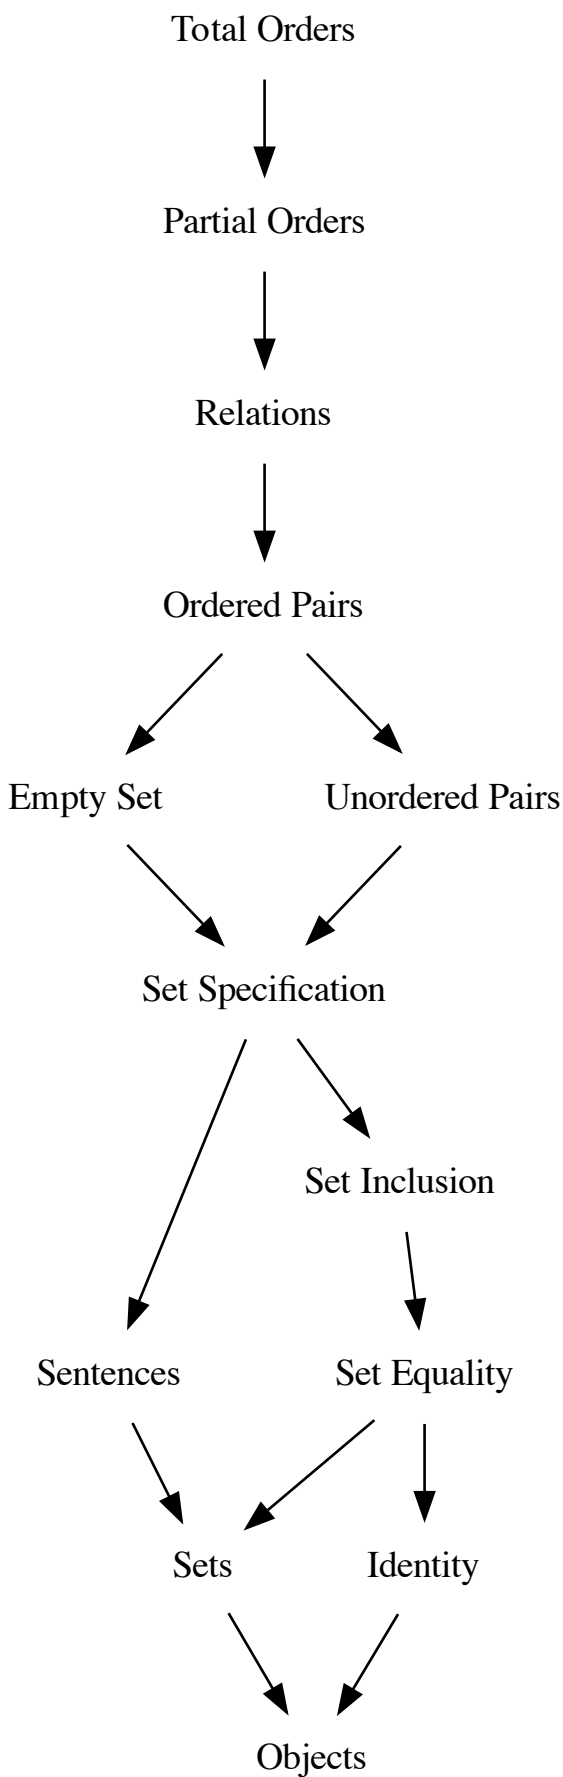 Total Orders
Partial Orders
Relations
Ordered Pairs
Empty Set
Unordered Pairs
Set Specification
Set Inclusion
Sentences
Set Equality
Sets
Identity
Objects